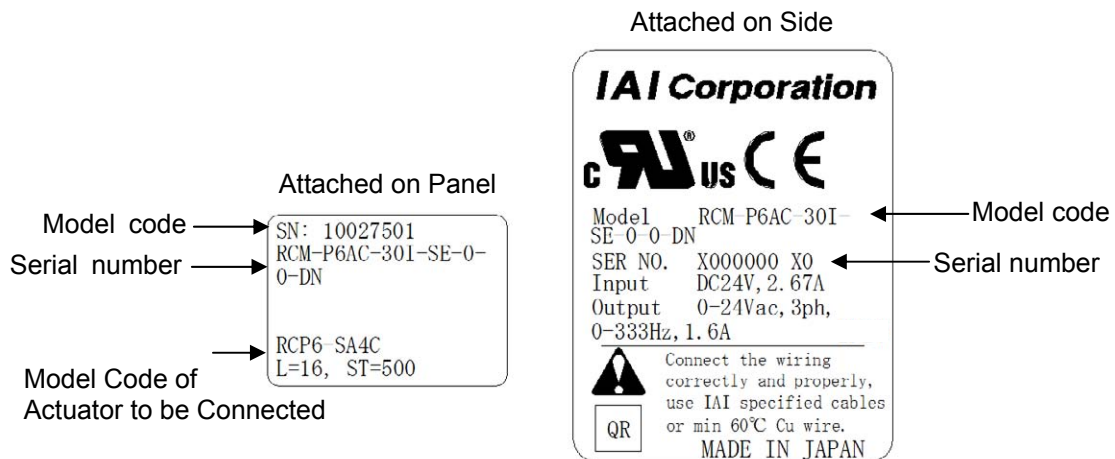 Attached on Side
IAI Corporation
c RU ® US CE
Attached on Panel
Model code
Serial number
Model Code of
Actuator to be Connected
SN: 10027501
RCM-P6AC-30I-SE-0-
0-DN
RCP6-SA4C
L=16, ST=500
Model RCM-P6AC-30I-
SE-0-0-DN
SER NO. X000000 X0
Input DC24V, 2.67A
Output 0-24Vac, 3ph,
0-333Hz, 1.6A
Connect the wiring
correctly and properly,
use IAI specified cables
or min 60℃ Cu wire.
QR
MADE IN JAPAN
Model code
Serial number